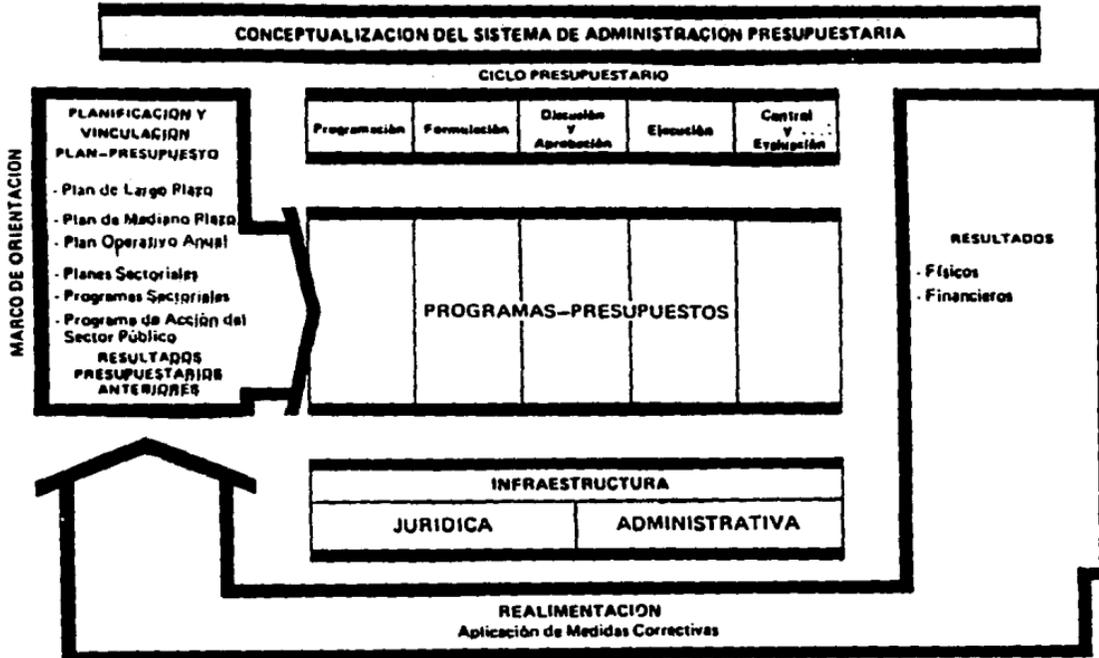 CONCEPTUALIZACION DEL SISTEMA DE ADMINISTRACION PRESUPUESTARIA
CICLO PRESUPUESTARIO
MARCO DE ORIENTACION
PLANIFICACION Y
VINCULACION
PLAN-PRESUPUESTO
- Plan de Largo Plazo
- Plan de Mediano Plazo
- Plan Operativo Anual
- Planes Sectoriales
- Programas Sectoriales
- Programa de Acción del
Sector Público
RESULTADOS
PRESUPUESTARIOS
ANTERIORES
Programación
Formulación
Discusión
y
Aprobación
Ejecución
Control
y
Evaluación
PROGRAMAS-PRESUPUESTOS
RESULTADOS
- Físicos
- Financieros
INFRAESTRUCTURA
JURIDICA
ADMINISTRATIVA
REALIMENTACION
Aplicación de Medidas Correctivas